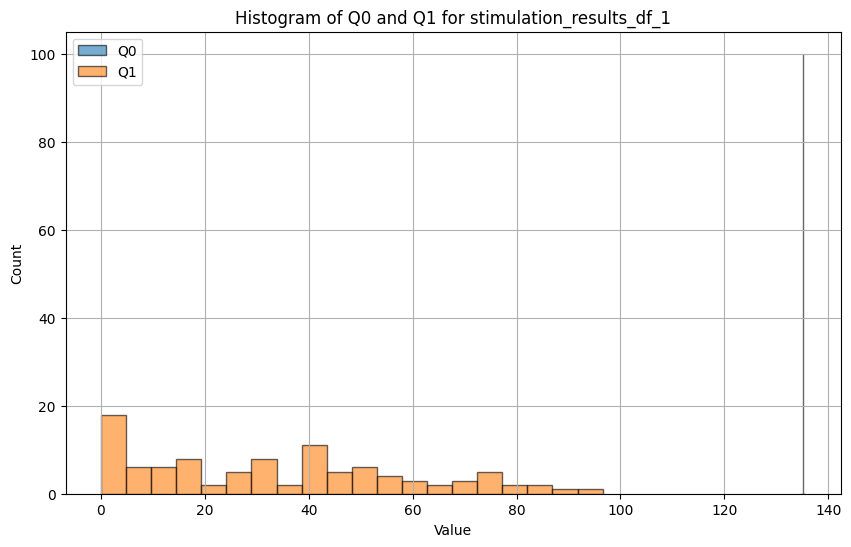 Histogram of Q0 and Q1 for stimulation_results_df_1
Q0
Q1
Count
100
80
60
40
20
0
0 20 40 60 80 100 120 140
Value